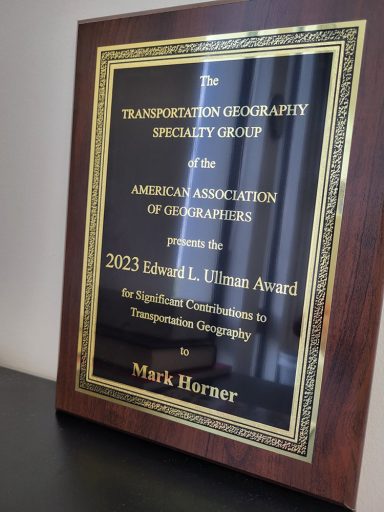 The
TRANSPORTATION GEOGRAPHY
SPECIALTY GROUP
of the
AMERICAN ASSOCIATION
OF GEOGRAPHERS
presents the
2023 Edward L. Ullman Award
for Significant Contributions to
Transportation Geography
to
Mark Horner